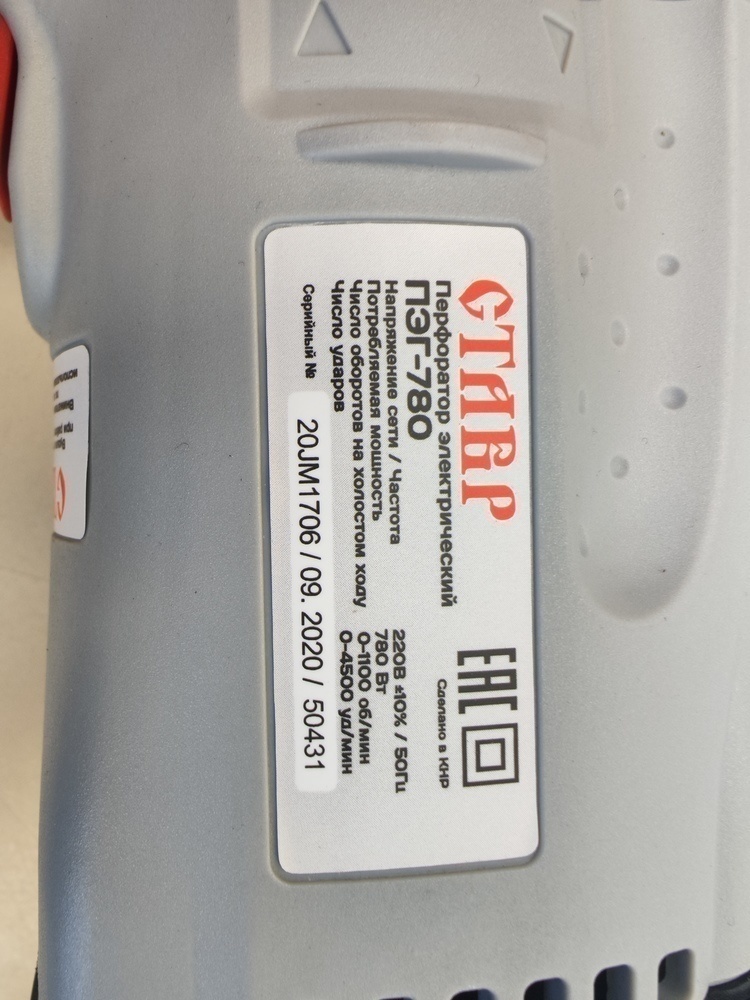 СТАВР
Перфоратор электрический
ПЭГ-780
EAC
Сделано в КНР
Напряжение сети / Частота 220В ±10% / 50Гц
Потребляемая мощность 780 Вт
Число оборотов на холостом ходу 0-1100 об/мин
Число ударов 0-4500 уд/мин
Серийный № 20JM1706 / 09. 2020 / 50431